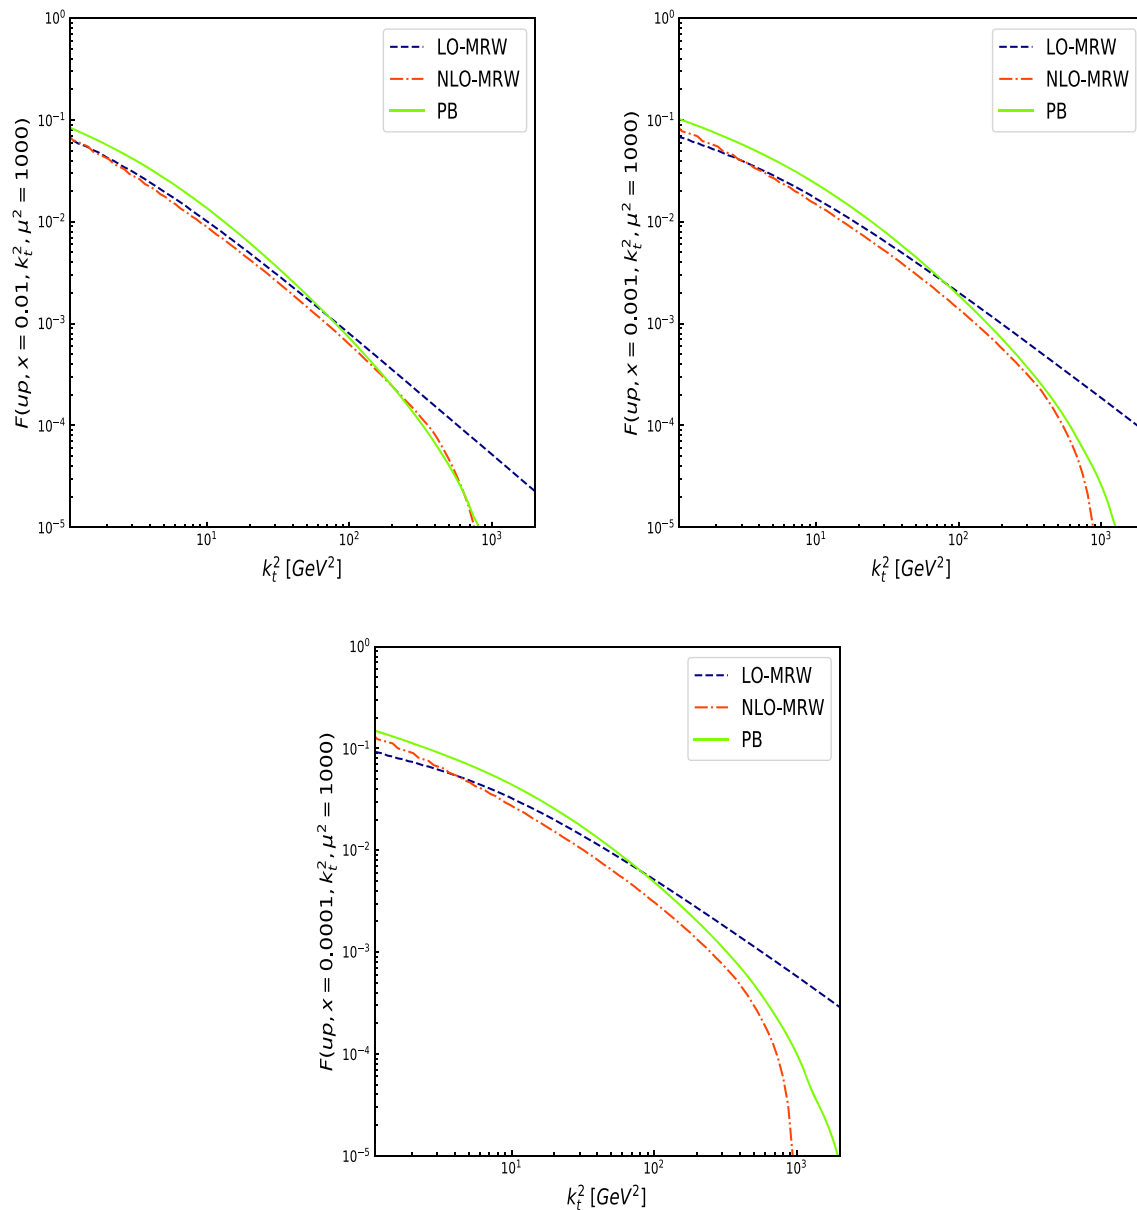 10^0
10^-1
10^-2
10^-3
10^-4
10^-5
F(up, x = 0.01, k_t^2, μ^2 = 1000)
LO-MRW
NLO-MRW
PB
10^1 10^2 10^3
k_t^2 [GeV^2]
10^0
10^-1
10^-2
10^-3
10^-4
10^-5
F(up, x = 0.001, k_t^2, μ^2 = 1000)
LO-MRW
NLO-MRW
PB
10^1 10^2 10^3
k_t^2 [GeV^2]
10^0
10^-1
10^-2
10^-3
10^-4
10^-5
F(up, x = 0.0001, k_t^2, μ^2 = 1000)
LO-MRW
NLO-MRW
PB
10^1 10^2 10^3
k_t^2 [GeV^2]